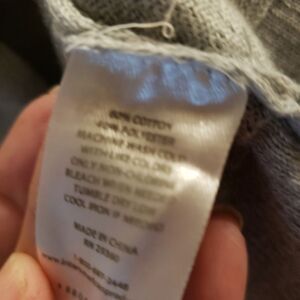 60% COTTON
40% POLYESTER
MACHINE WASH COLD
WITH LIKE COLORS
ONLY NON-CHLORINE
BLEACH WHEN NEEDED
TUMBLE DRY LOW
COOL IRON IF NEEDED
MADE IN CHINA
RN